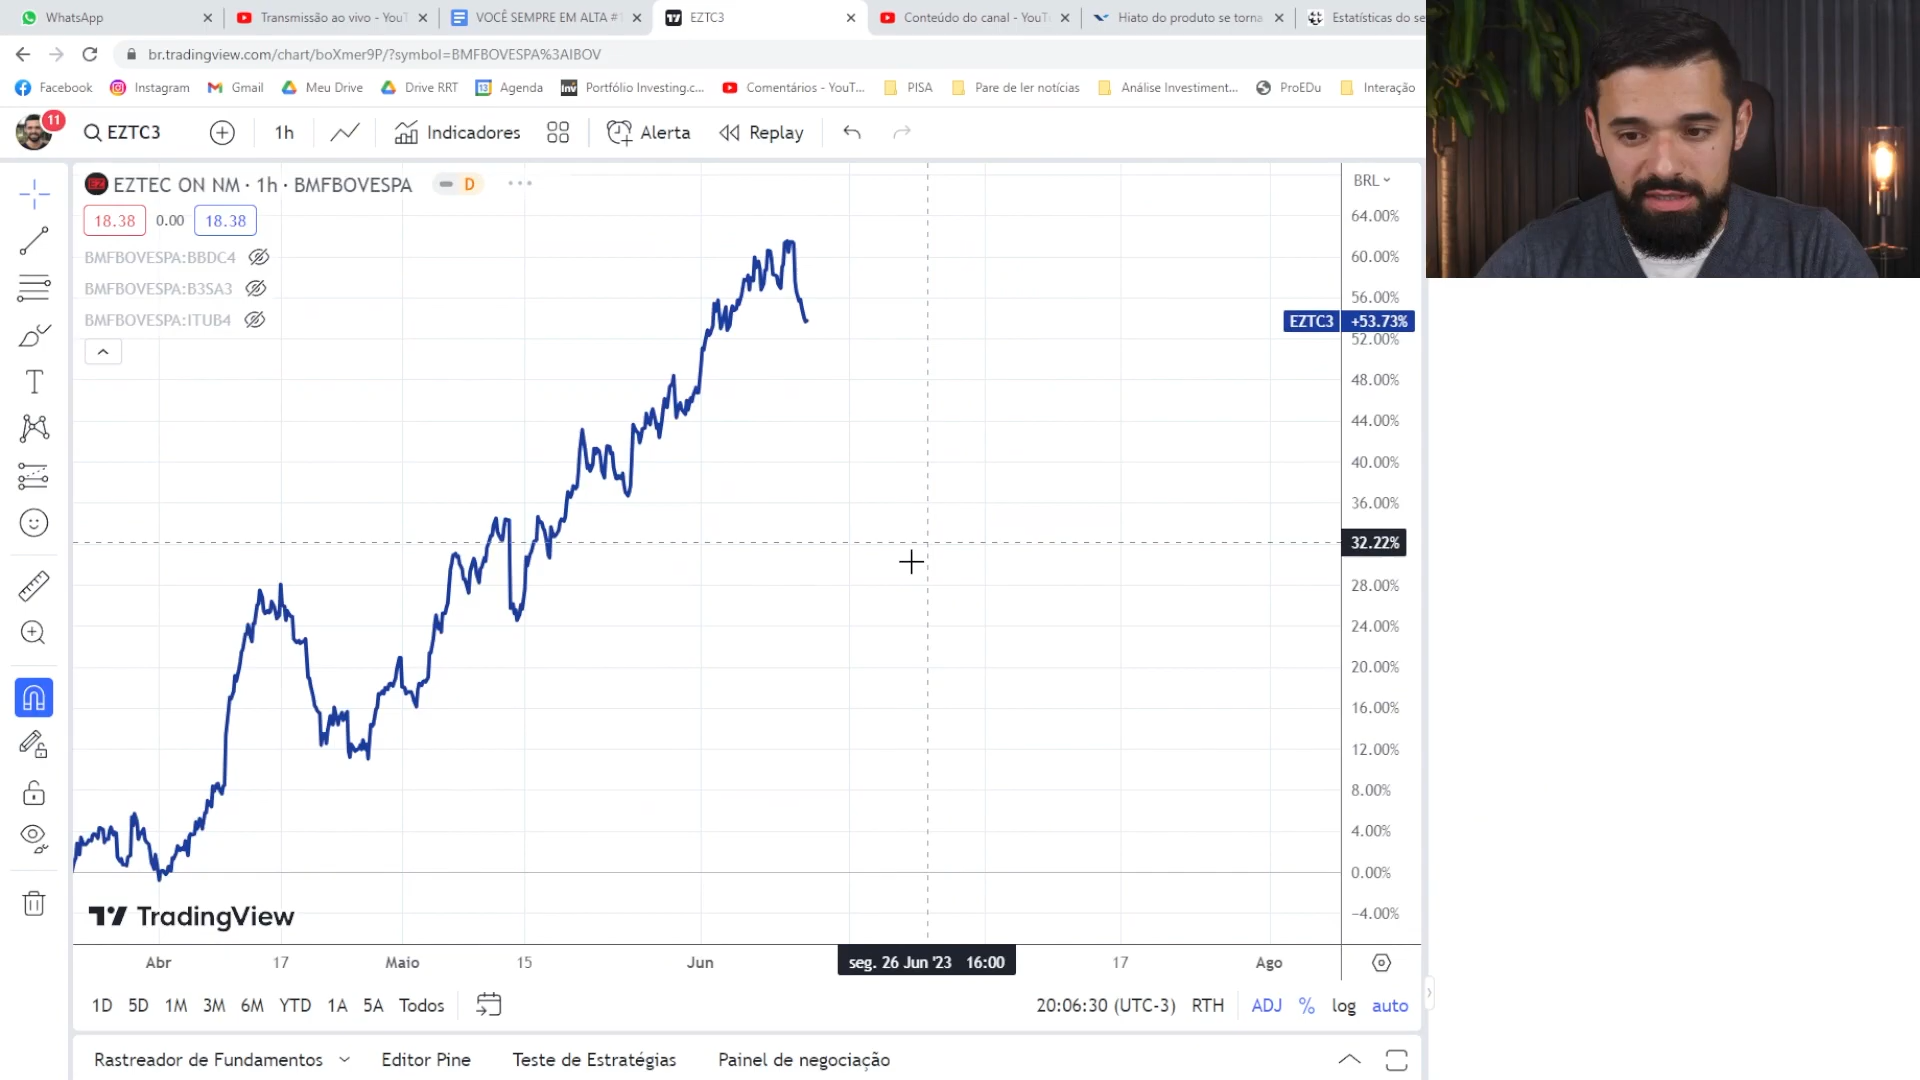 WhatsApp
Transmissão ao vivo - YouT
VOCÊ SEMPRE EM ALTA #
EZTC3
Conteúdo do canal - YouT
Hiato do produto se torna
Estatísticas do se
br.tradingview.com/chart/boXmer9P/?symbol=BMFBOVESPA%3AIBOV
Facebook
Instagram
Gmail
Meu Drive
Drive RRT
Agenda
Inv
Portfólio Investing.c...
Comentários - YouT...
PISA
Pare de ler notícias
Análise Investiment...
ProEDu
Interação
11
EZTC3
1h
Indicadores
Alerta
Replay
EZTEC ON NM · 1h · BMFBOVESPA
D
BRL
18.38
0.00
18.38
BMFBOVESPA:BBDC4
BMFBOVESPA:B3SA3
BMFBOVESPA:ITUB4
64.00%
60.00%
56.00%
EZTC3
+53.73%
52.00%
48.00%
44.00%
40.00%
36.00%
32.22%
28.00%
24.00%
20.00%
16.00%
12.00%
8.00%
4.00%
0.00%
−4.00%
TradingView
Abr
17
Maio
15
Jun
seg. 26 Jun '23 16:00
17
Ago
1D
5D
1M
3M
6M
YTD
1A
5A
Todos
20:06:30 (UTC-3)
RTH
ADJ
%
log
auto
Rastreador de Fundamentos
Editor Pine
Teste de Estratégias
Painel de negociação